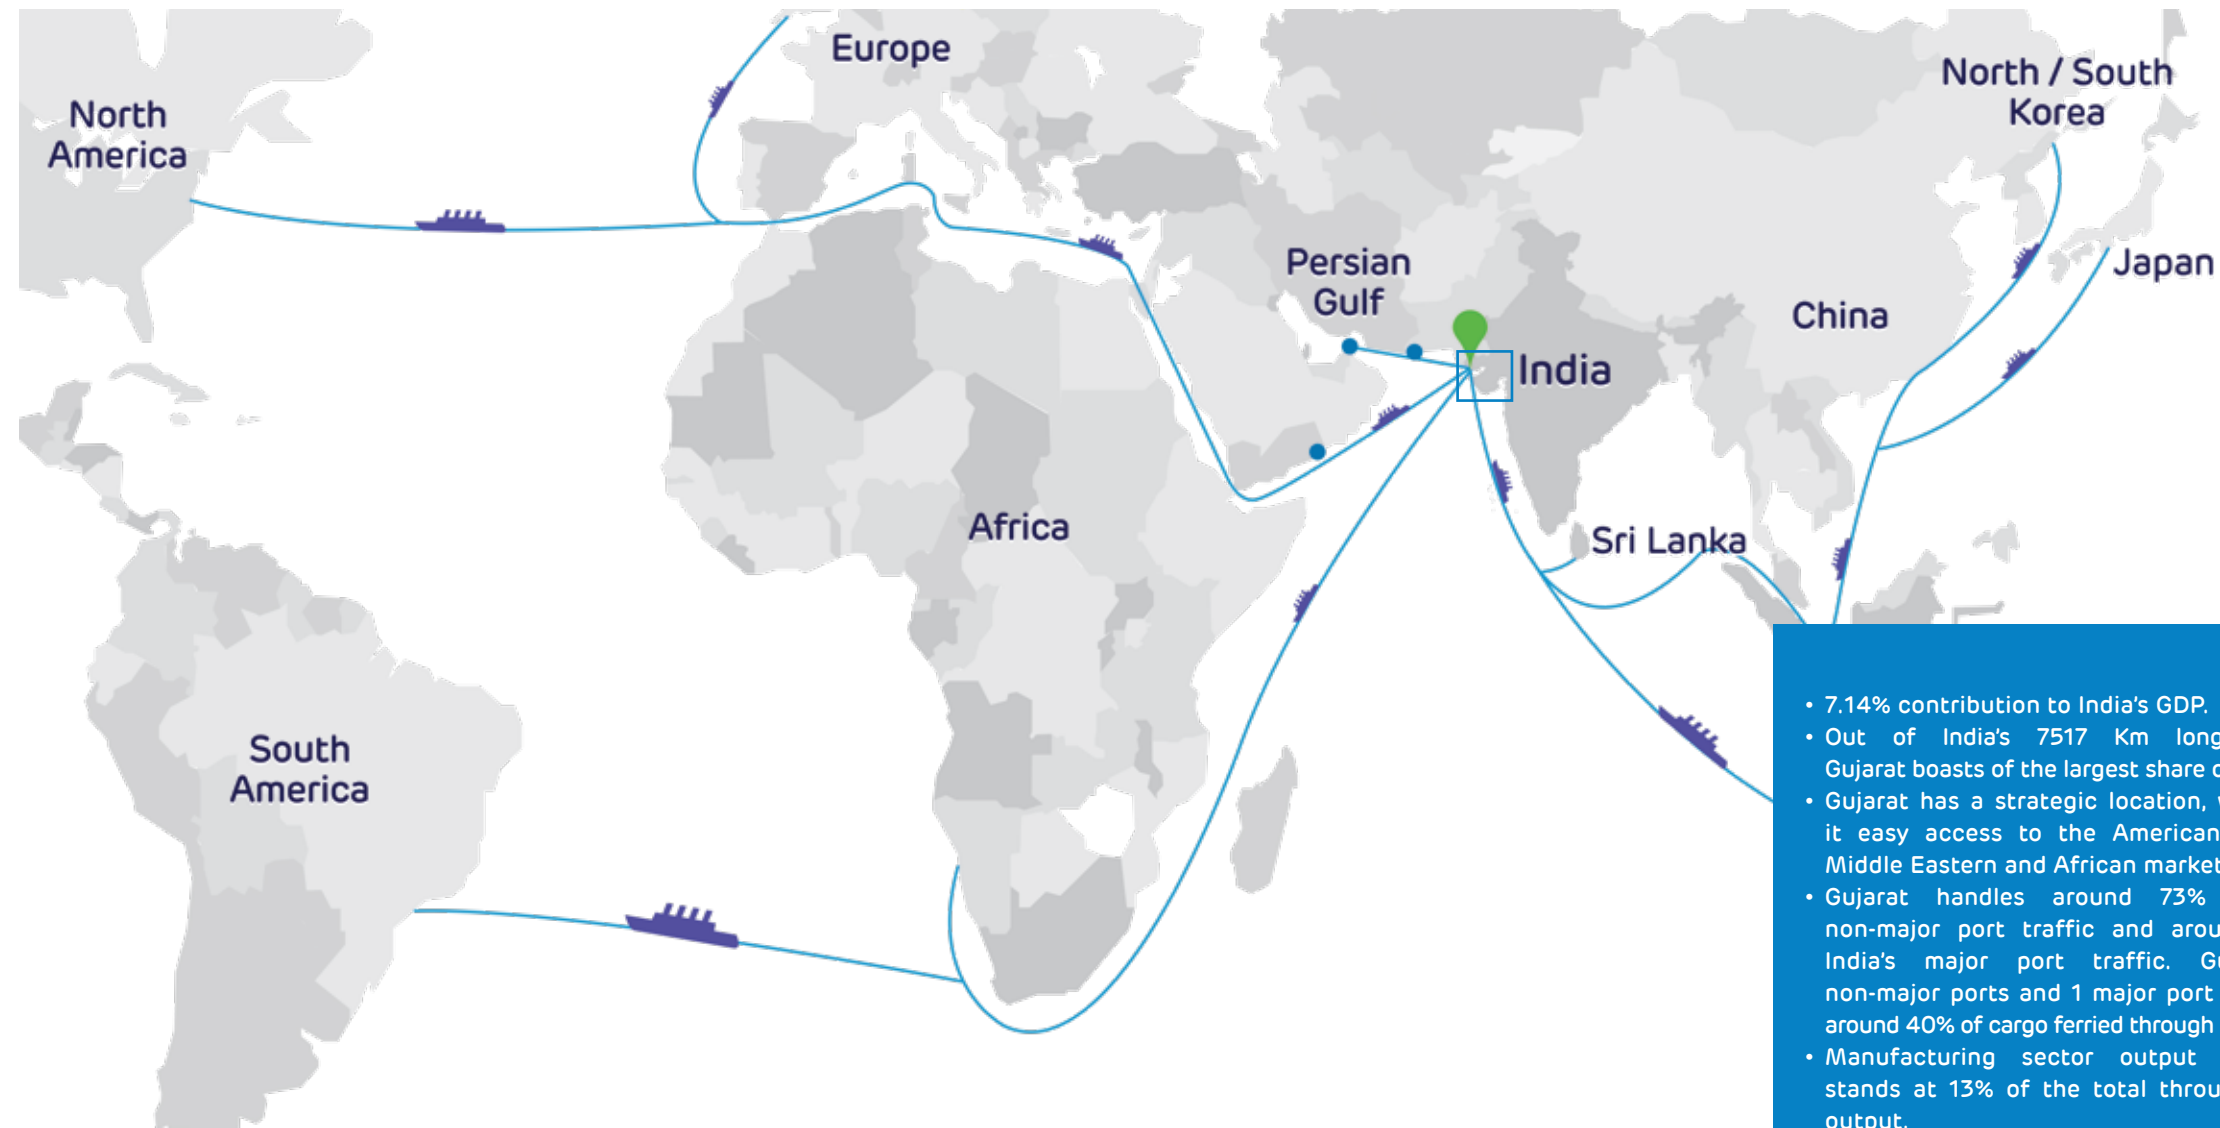 Europe
North / South
Korea
North
America
Persian
Gulf
Japan
China
India
Africa
Sri Lanka
South
America
• 7.14% contribution to India's GDP.
• Out of India's 7517 Km long
Gujarat boasts of the largest share
• Gujarat has a strategic location,
it easy access to the American
Middle Eastern and African market
• Gujarat handles around 73%
non-major port traffic and
India's major port traffic.
non-major ports and 1 major port
around 40% of cargo ferried through
• Manufacturing sector output
stands at 13% of the total
output.